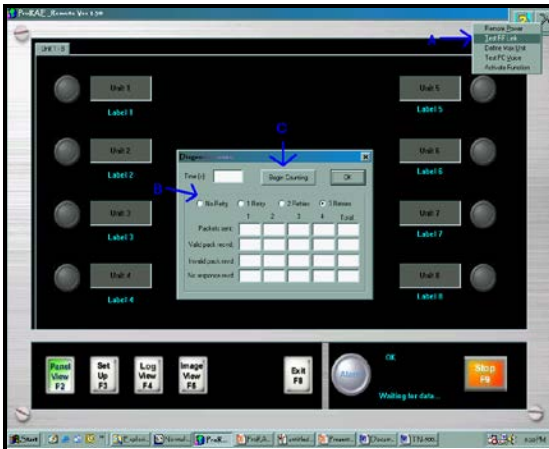 Remote Power
A
Test RF Link
Define Max Unit
Test PC Voice
Activate Function
Unit 1 - 8
Unit 1
Label 1
Unit 2
Label 2
Unit 3
Label 3
Unit 4
Label 4
Unit 5
Label 5
Unit 6
Label 6
Unit 7
Label 7
Unit 8
Label 8
C
B
Time (s)
Begin Counting
OK
No Retry
1 Retry
2 Retries
3 Retries
1 2 3 4 Total
Packets sent:
Valid pack recvd:
Invalid pack recvd
No response recvd
Panel View F2
Set Up F3
Log View F4
Image View F5
Exit F8
Alarm
OK
Waiting for data...
Stop F9
Start